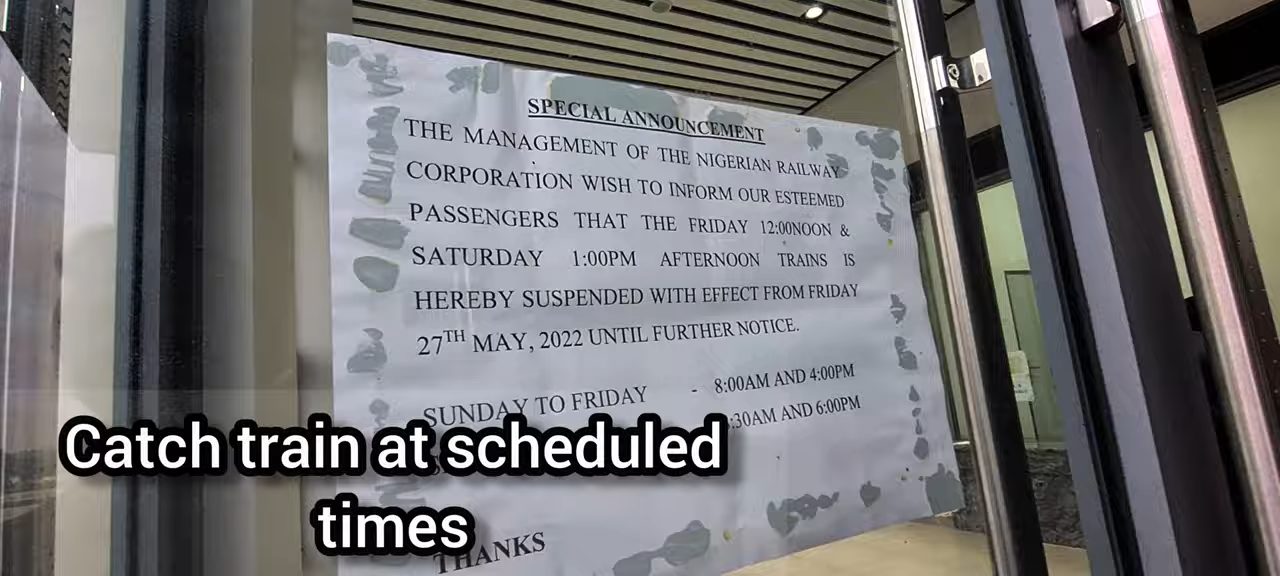 SPECIAL ANNOUNCEMENT
THE MANAGEMENT OF THE NIGERIAN RAILWAY
CORPORATION WISH TO INFORM OUR ESTEEMED
PASSENGERS THAT THE FRIDAY 12:00NOON &
SATURDAY 1:00PM AFTERNOON TRAINS IS
HEREBY SUSPENDED WITH EFFECT FROM FRIDAY
27TH MAY, 2022 UNTIL FURTHER NOTICE.
SUNDAY TO FRIDAY - 8:00AM AND 4:00PM
:30AM AND 6:00PM
Catch train at scheduled
times
THANKS